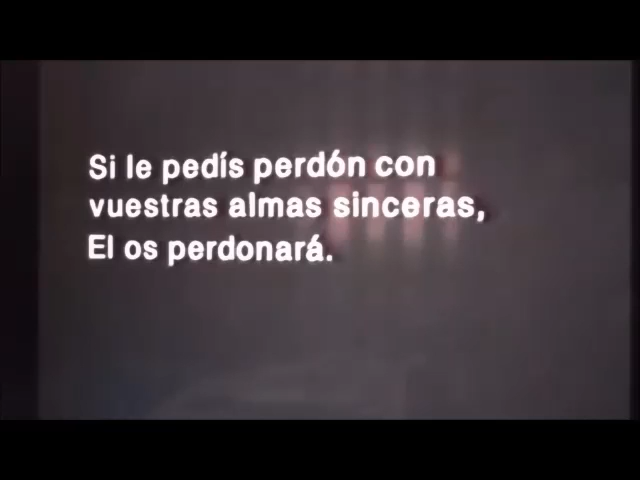 Si le pedís perdón con
vuestras almas sinceras,
El os perdonará.